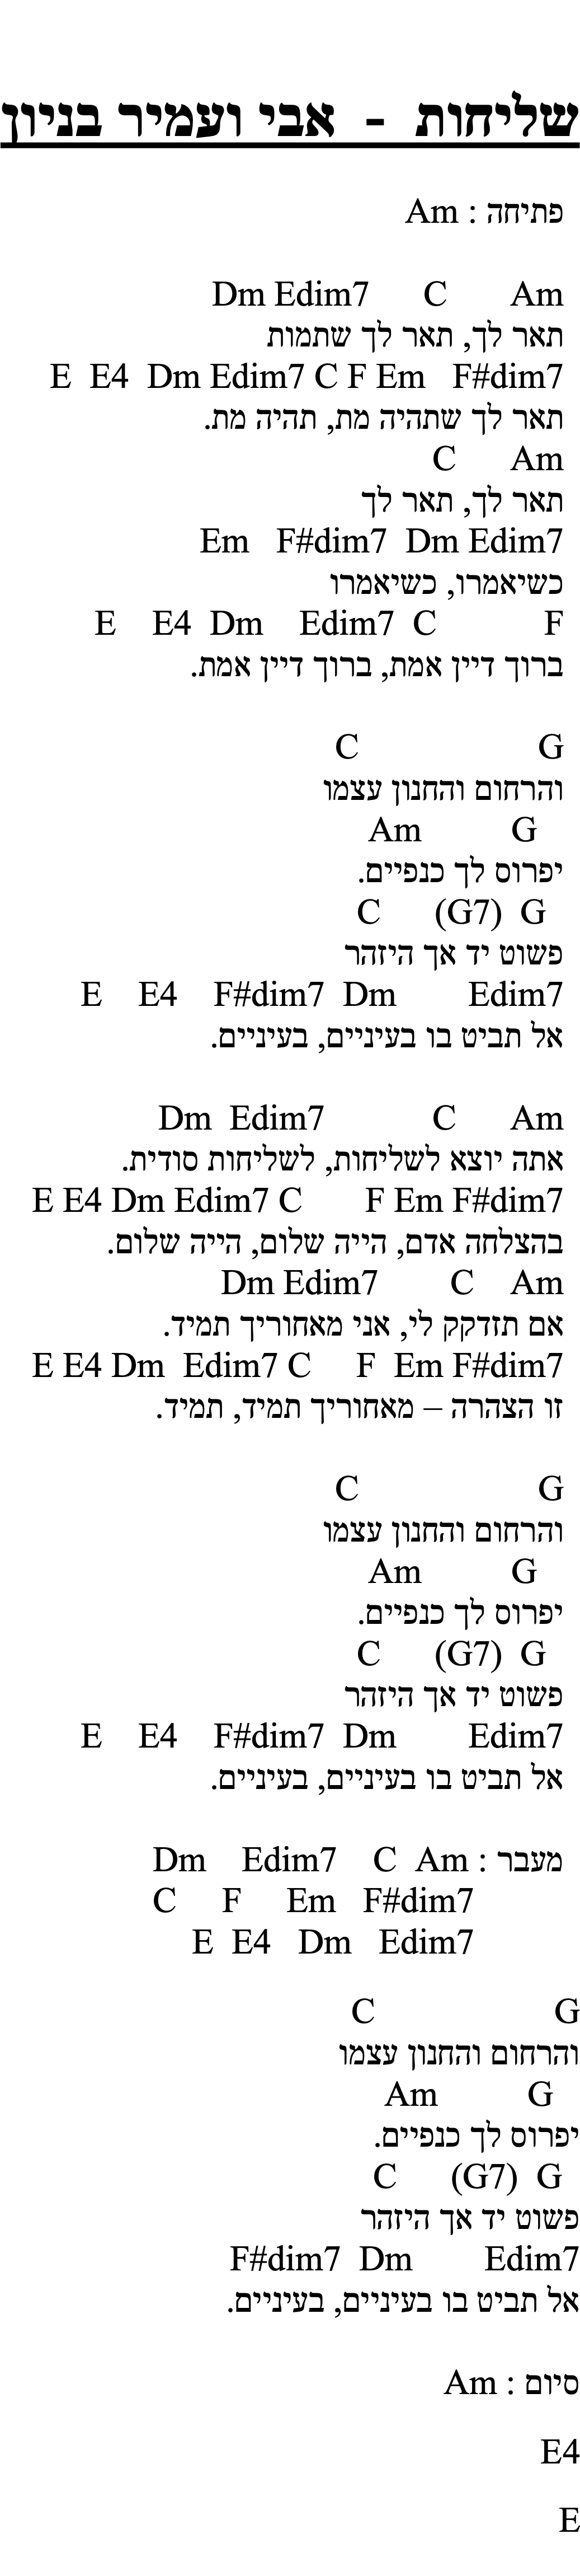 שליחות - אבי ועמיר בניון
פתיחה : Am
Dm Edim7 C Am
תאר לך, תאר לך שתמות
E E4 Dm Edim7 C F Em F#dim7
תאר לך שתהיה מת, תהיה מת.
C Am
תאר לך, תאר לך
Em F#dim7 Dm Edim7
כשיאמרו, כשיאמרו
E E4 Dm Edim7 C F
ברוך דיין אמת, ברוך דיין אמת.
C G
והרחום והחנון עצמו
Am G
יפרוס לך כנפיים.
C (G7) G
פשוט יד אך היזהר
E E4 F#dim7 Dm Edim7
אל תביט בו בעיניים, בעיניים.
Dm Edim7 C Am
אתה יוצא לשליחות, לשליחות סודית.
E E4 Dm Edim7 C F Em F#dim7
בהצלחה אדם, הייה שלום, הייה שלום.
Dm Edim7 C Am
אם תזדקק לי, אני מאחוריך תמיד.
E E4 Dm Edim7 C F Em F#dim7
זו הצהרה – מאחוריך תמיד, תמיד.
C G
והרחום והחנון עצמו
Am G
יפרוס לך כנפיים.
C (G7) G
פשוט יד אך היזהר
E E4 F#dim7 Dm Edim7
אל תביט בו בעיניים, בעיניים.
מעבר : Dm Edim7 C Am
C F Em F#dim7
E E4 Dm Edim7
C G
והרחום והחנון עצמו
Am G
יפרוס לך כנפיים.
C (G7) G
פשוט יד אך היזהר
F#dim7 Dm Edim7
אל תביט בו בעיניים, בעיניים.
סיום : Am
E4
E